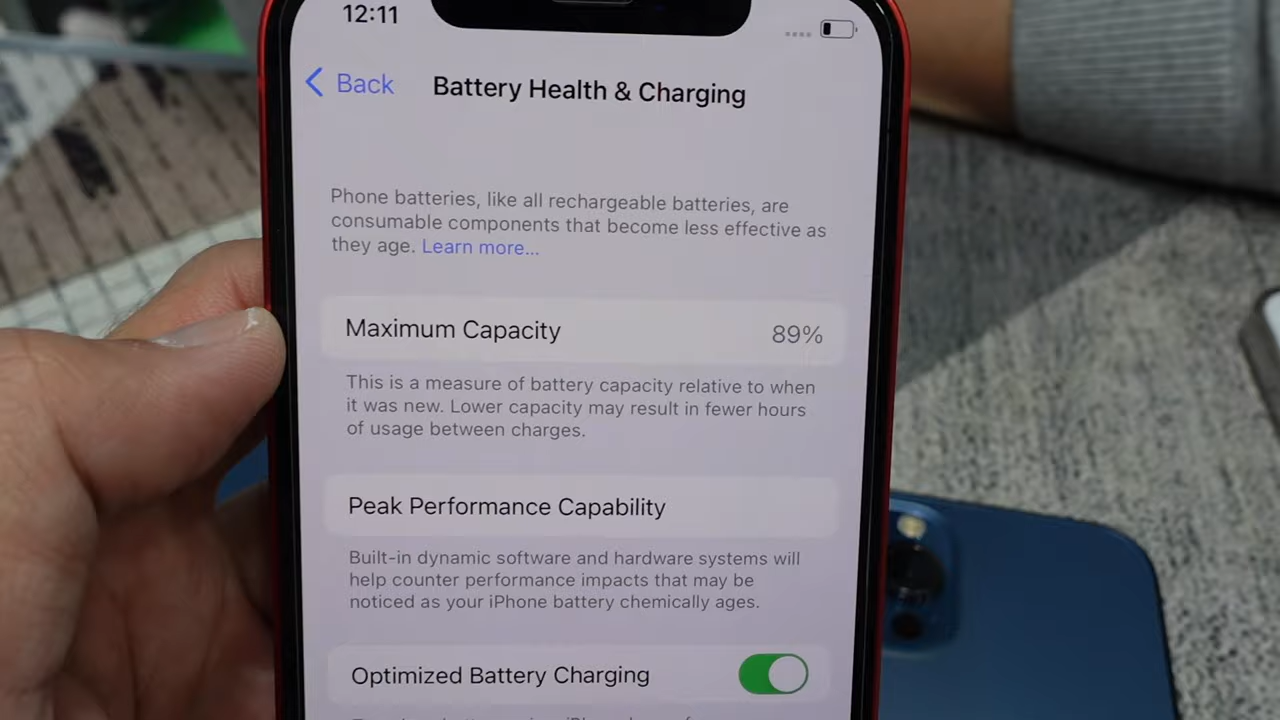 12:11
Back
Battery Health & Charging
Phone batteries, like all rechargeable batteries, are
consumable components that become less effective as
they age. Learn more...
Maximum Capacity 89%
This is a measure of battery capacity relative to when
it was new. Lower capacity may result in fewer hours
of usage between charges.
Peak Performance Capability
Built-in dynamic software and hardware systems will
help counter performance impacts that may be
noticed as your iPhone battery chemically ages.
Optimized Battery Charging